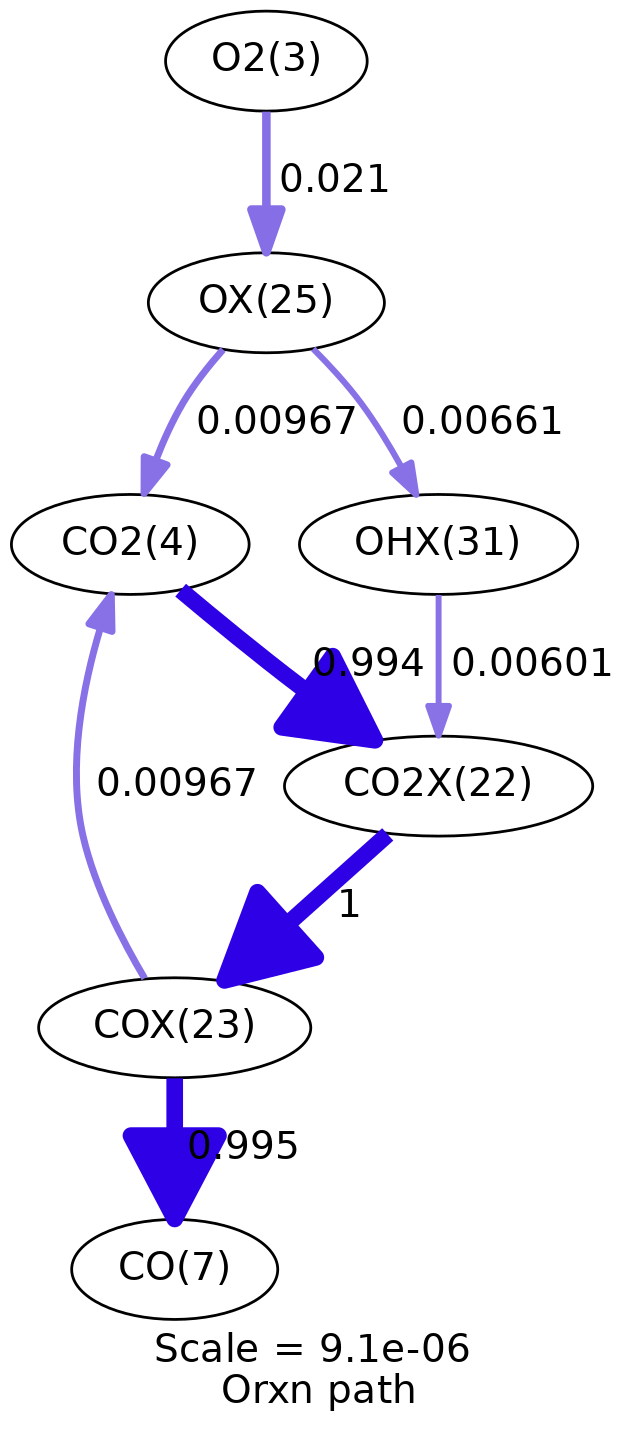 O2(3)
0.021
OX(25)
0.00967
0.00661
CO2(4)
OHX(31)
0.994
0.00601
CO2X(22)
0.00967
1
COX(23)
0.995
CO(7)
Scale = 9.1e-06
Orxn path